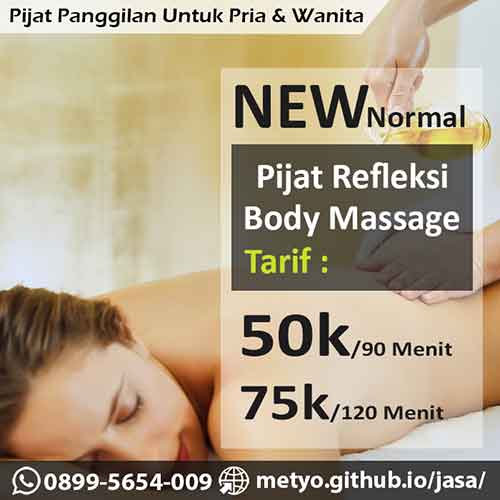 Pijat Panggilan Untuk Pria & Wanita
NEW Normal
Pijat Refleksi
Body Massage
Tarif :
50k/90 Menit
75k/120 Menit
0899-5654-009 metyo.github.io/jasa/